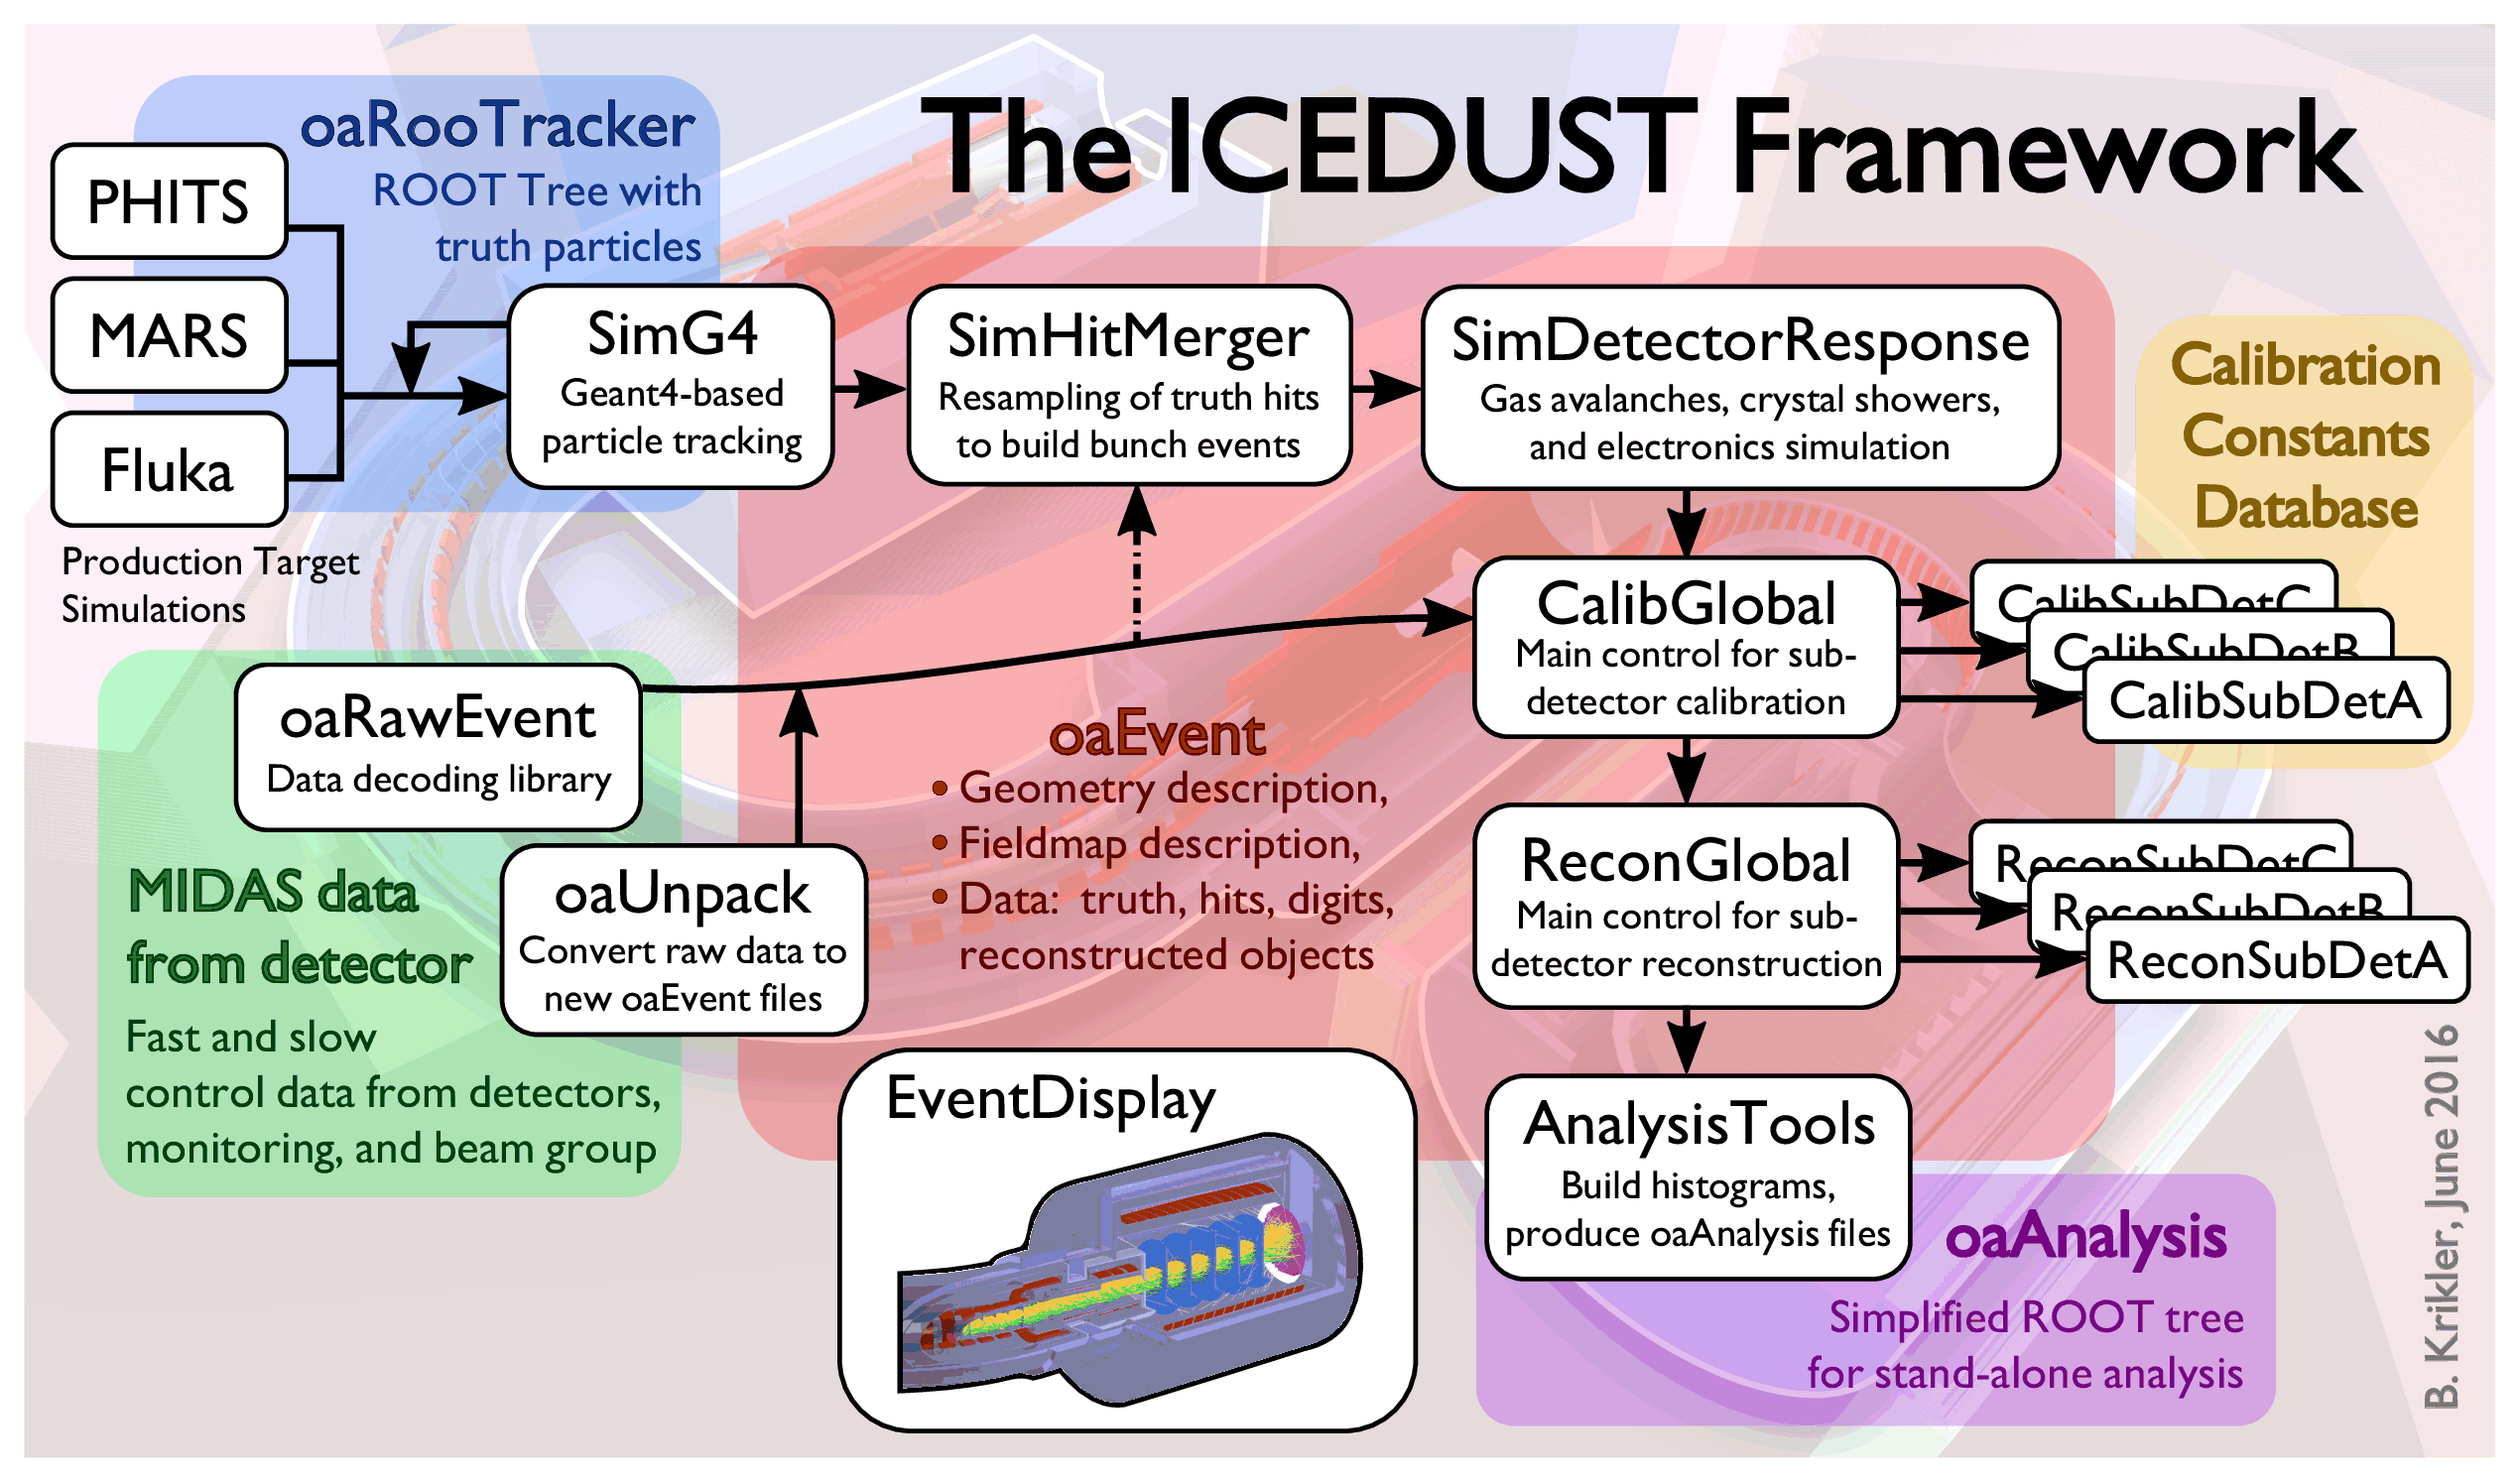 The ICEDUST Framework
oaRooTracker
ROOT Tree with
truth particles
PHITS
MARS
Fluka
Production Target
Simulations
SimG4
Geant4-based
particle tracking
SimHitMerger
Resampling of truth hits
to build bunch events
SimDetectorResponse
Gas avalanches, crystal showers,
and electronics simulation
Calibration
Constants
Database
CalibGlobal
Main control for sub-
detector calibration
CalibSubDetC
CalibSubDetB
CalibSubDetA
oaRawEvent
Data decoding library
MIDAS data
from detector
Fast and slow
control data from detectors,
monitoring, and beam group
oaUnpack
Convert raw data to
new oaEvent files
oaEvent
• Geometry description,
• Fieldmap description,
• Data: truth, hits, digits,
reconstructed objects
ReconGlobal
Main control for sub-
detector reconstruction
ReconSubDetC
ReconSubDetB
ReconSubDetA
EventDisplay
AnalysisTools
Build histograms,
produce oaAnalysis files
oaAnalysis
Simplified ROOT tree
for stand-alone analysis
B. Krikler, June 2016